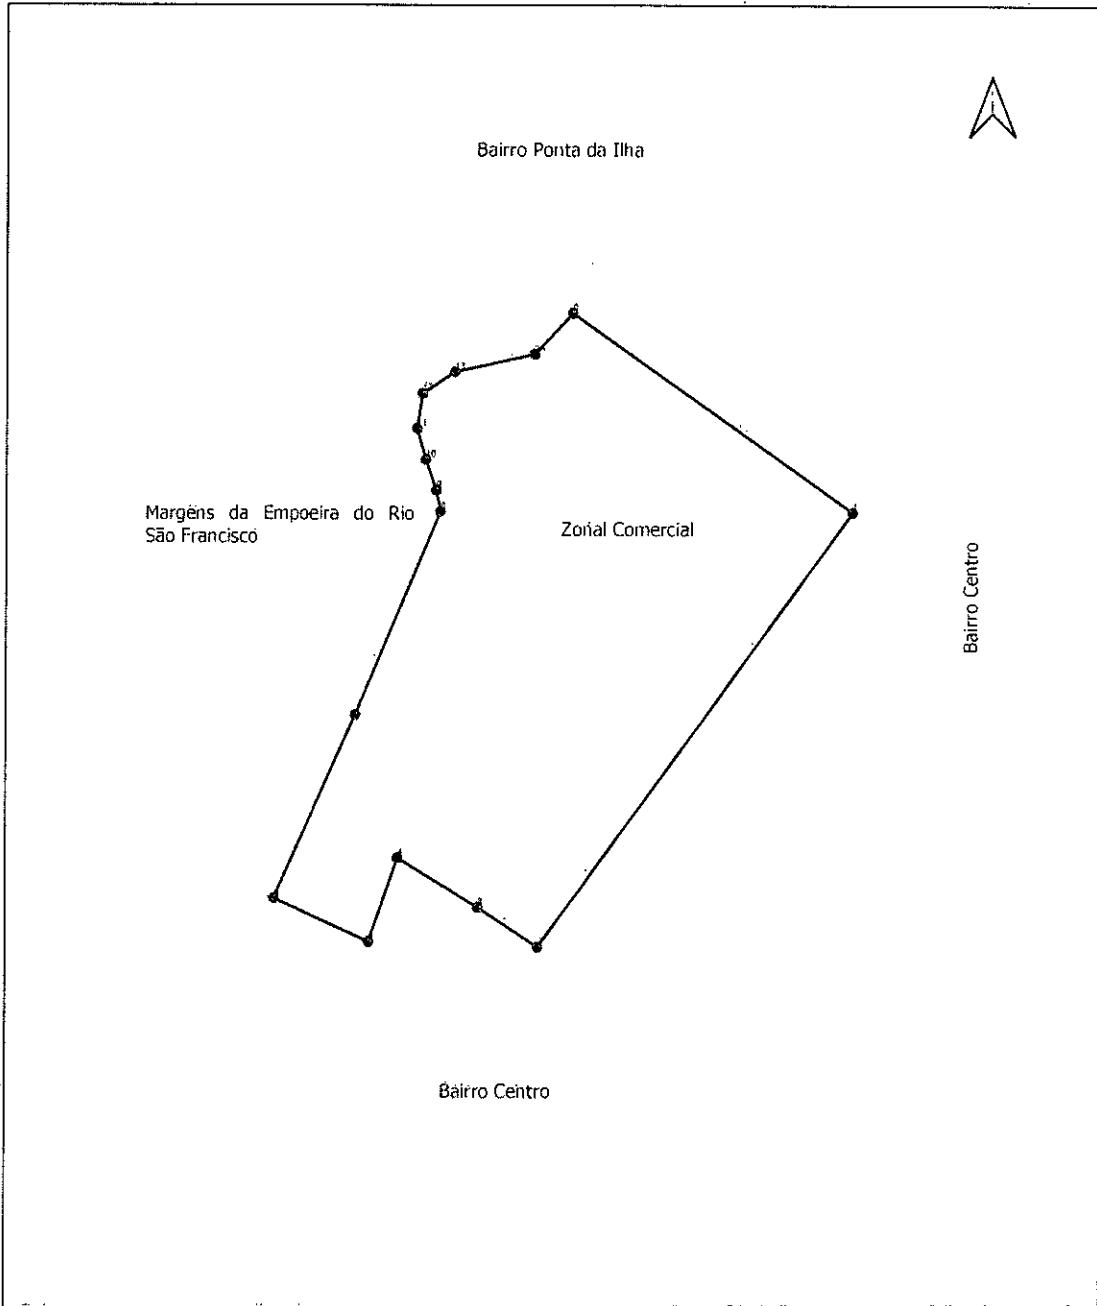 Bairro Ponta da Ilha
Margens da Empoeira do Rio
São Francisco
Zonal Comercial
Bairro Centro
Bairro Centro